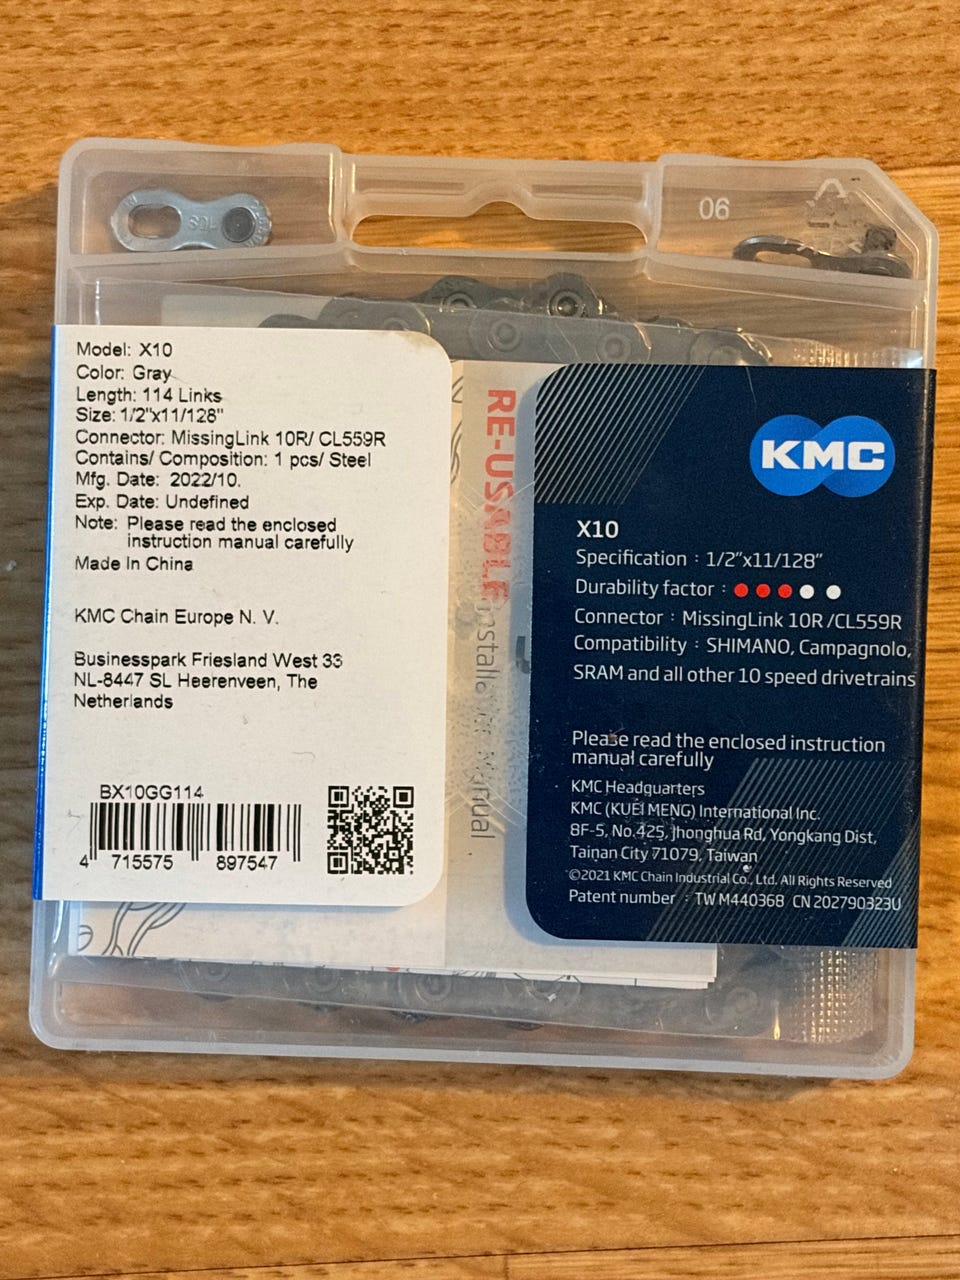 06
Model: X10
Color: Gray
Length: 114 Links
Size: 1/2"x11/128"
Connector: MissingLink 10R/ CL559R
Contains/ Composition: 1 pcs/ Steel
Mfg. Date: 2022/10.
Exp. Date: Undefined
Note: Please read the enclosed
instruction manual carefully
Made In China
KMC Chain Europe N. V.
Businesspark Friesland West 33
NL-8447 SL Heerenveen, The
Netherlands
BX10GG114
4 715575 897547
RE-USABLE
Manual
KMC
X10
Specification : 1/2"x11/128"
Durability factor :
Connector : MissingLink 10R /CL559R
Compatibility : SHIMANO, Campagnolo,
SRAM and all other 10 speed drivetrains
Please read the enclosed instruction
manual carefully
KMC Headquarters
KMC (KUEI MENG) International Inc.
8F-5, No.425, Jhonghua Rd, Yongkang Dist,
Tainan City 71079, Taiwan
©2021 KMC Chain Industrial Co., Ltd. All Rights Reserved
Patent number : TW M440368 CN 202790323U